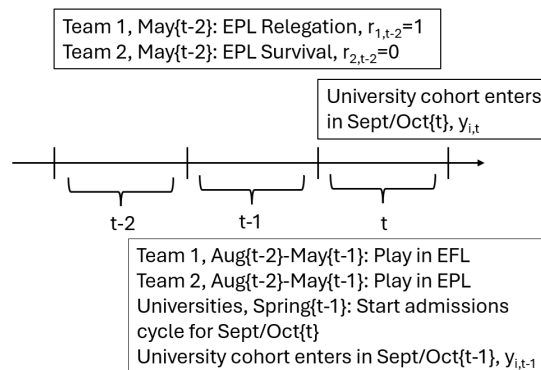 Team 1, May{t-2}: EPL Relegation, r1,t-2=1
Team 2, May{t-2}: EPL Survival, r2,t-2=0
University cohort enters
in Sept/Oct{t}, yi,t
t-2
t-1
t
Team 1, Aug{t-2}-May{t-1}: Play in EFL
Team 2, Aug{t-2}-May{t-1}: Play in EPL
Universities, Spring{t-1}: Start admissions
cycle for Sept/Oct{t}
University cohort enters in Sept/Oct{t-1}, yi,t-1